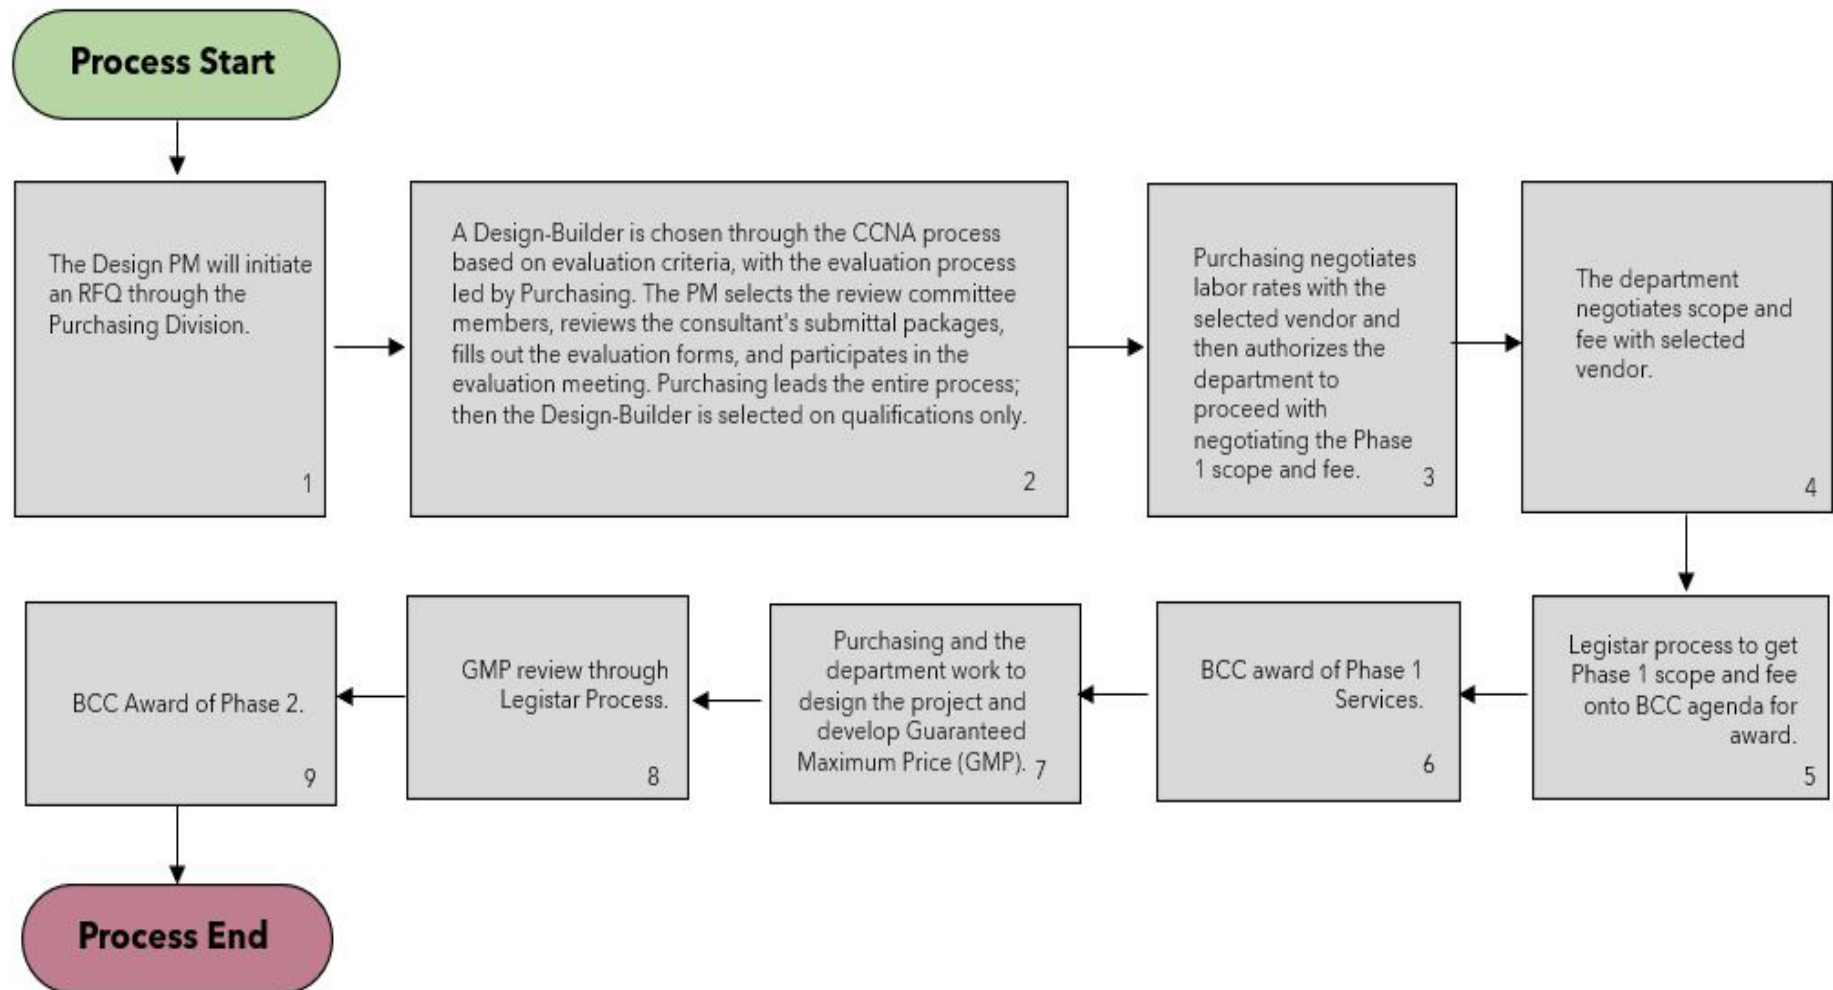 Process Start
The Design PM will initiate
an RFQ through the
Purchasing Division.
1
A Design-Builder is chosen through the CCNA process
based on evaluation criteria, with the evaluation process
led by Purchasing. The PM selects the review committee
members, reviews the consultant's submittal packages,
fills out the evaluation forms, and participates in the
evaluation meeting. Purchasing leads the entire process;
then the Design-Builder is selected on qualifications only.
2
Purchasing negotiates
labor rates with the
selected vendor and
then authorizes the
department to
proceed with
negotiating the Phase
1 scope and fee.
3
The department
negotiates scope and
fee with selected
vendor.
4
Legistar process to get
Phase 1 scope and fee
onto BCC agenda for
award.
5
BCC award of Phase 1
Services.
6
Purchasing and the
department work to
design the project and
develop Guaranteed
Maximum Price (GMP).
7
GMP review through
Legistar Process.
8
BCC Award of Phase 2.
9
Process End